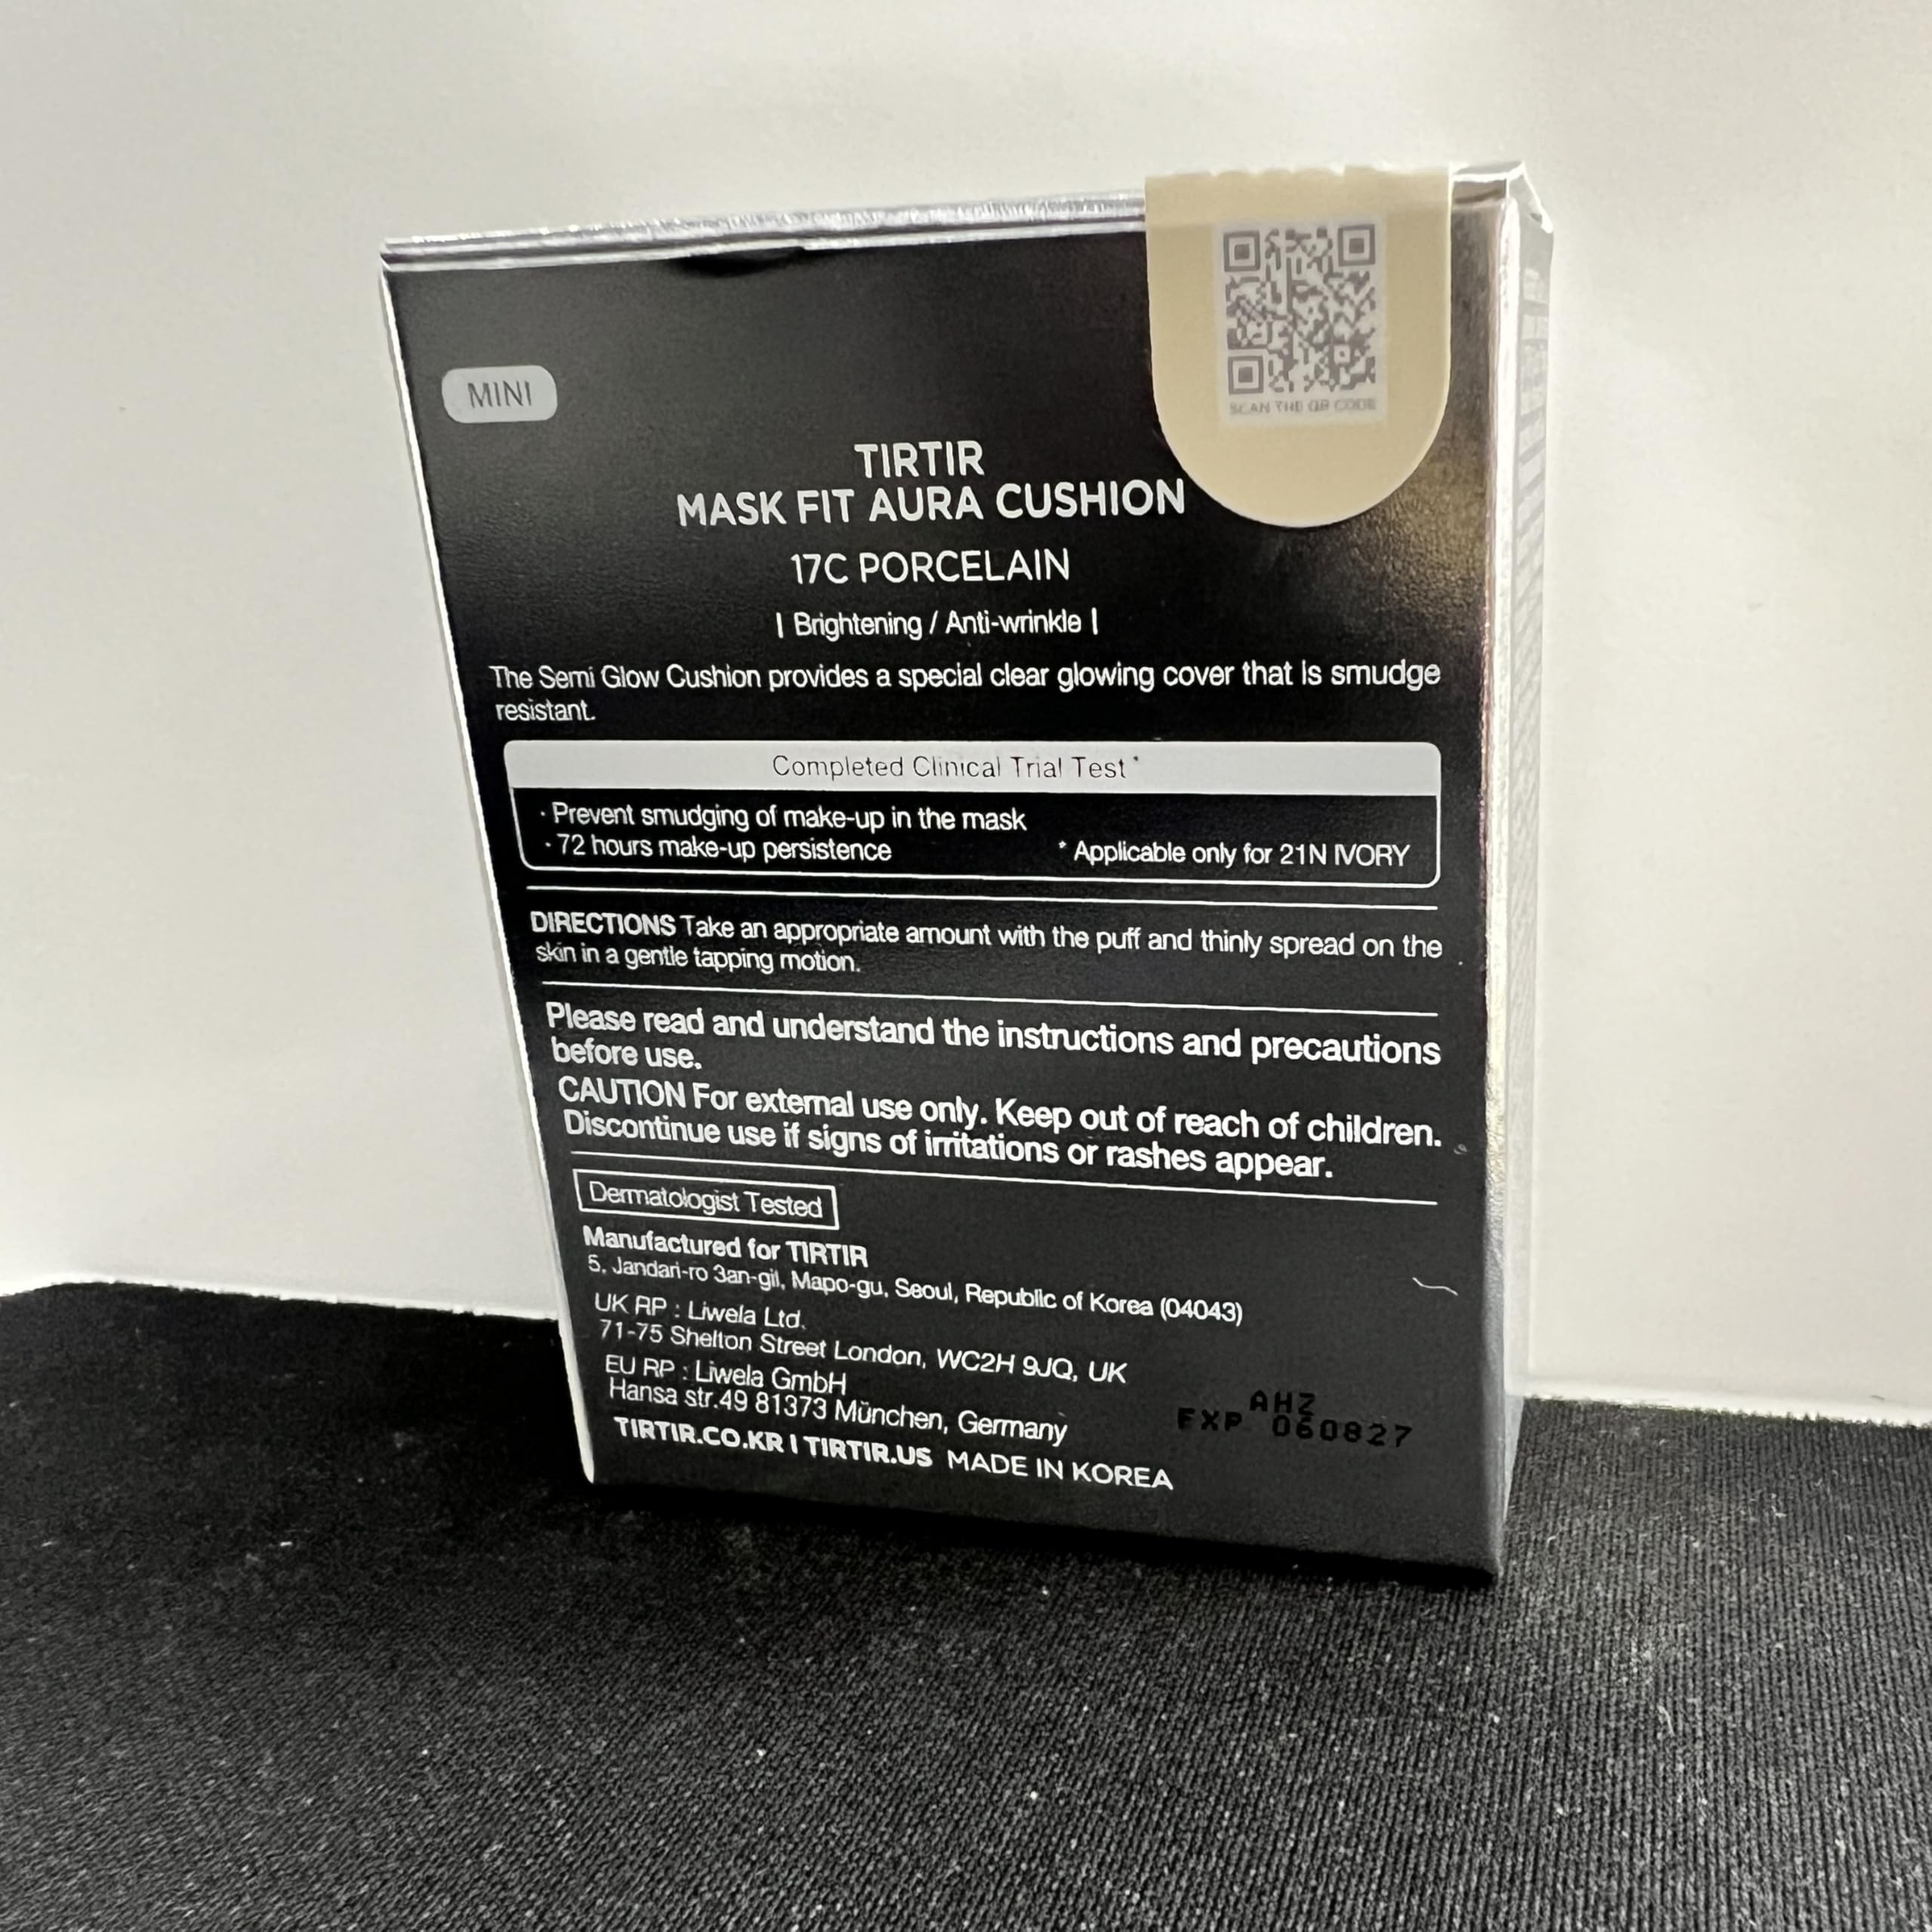 SCAN THE QR CODE
MINI
TIRTIR
MASK FIT AURA CUSHION
17C PORCELAIN
| Brightening / Anti-wrinkle |
The Semi Glow Cushion provides a special clear glowing cover that is smudge
resistant.
Completed Clinical Trial Test*
· Prevent smudging of make-up in the mask
· 72 hours make-up persistence * Applicable only for 21N IVORY
DIRECTIONS Take an appropriate amount with the puff and thinly spread on the
skin in a gentle tapping motion.
Please read and understand the instructions and precautions
before use.
CAUTION For external use only. Keep out of reach of children.
Discontinue use if signs of irritations or rashes appear.
Dermatologist Tested
Manufactured for TIRTIR
5, Jandari-ro 3an-gil, Mapo-gu, Seoul, Republic of Korea (04043)
UK RP : Liwela Ltd.
71-75 Shelton Street London, WC2H 9JQ, UK
EU RP : Liwela GmbH
Hansa str.49 81373 München, Germany
TIRTIR.CO.KR | TIRTIR.US MADE IN KOREA
AHZ
EXP 060827